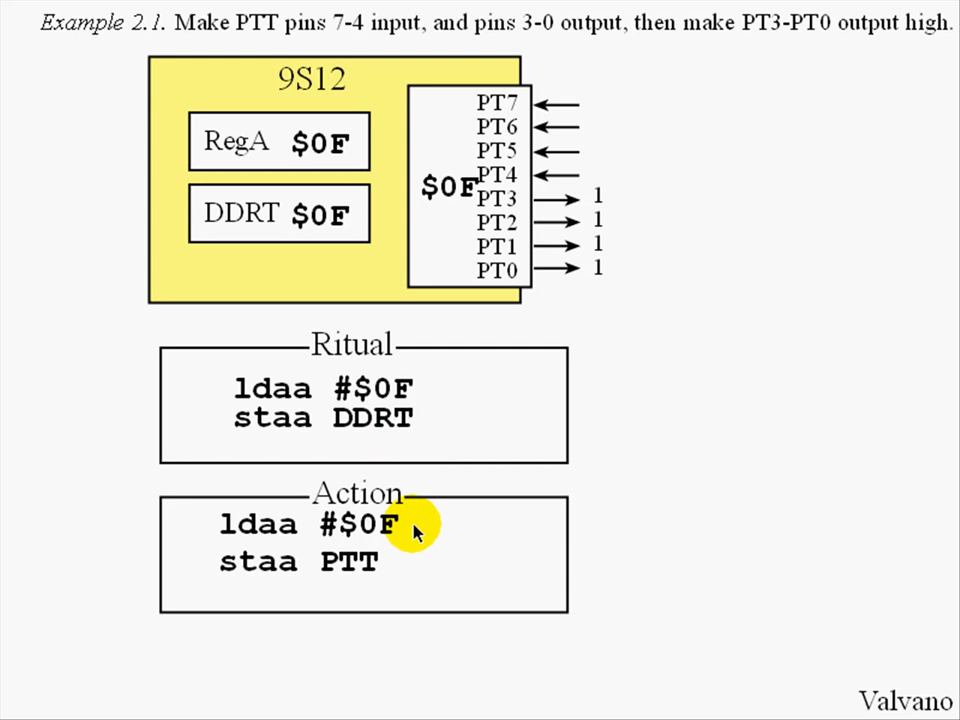 Example 2.1. Make PTT pins 7-4 input, and pins 3-0 output, then make PT3-PT0 output high.
9S12
RegA $0F
DDRT $0F
$0F
PT7
PT6
PT5
PT4
PT3 1
PT2 1
PT1 1
PT0 1
Ritual
ldaa #$0F
staa DDRT
Action
ldaa #$0F
staa PTT
Valvano